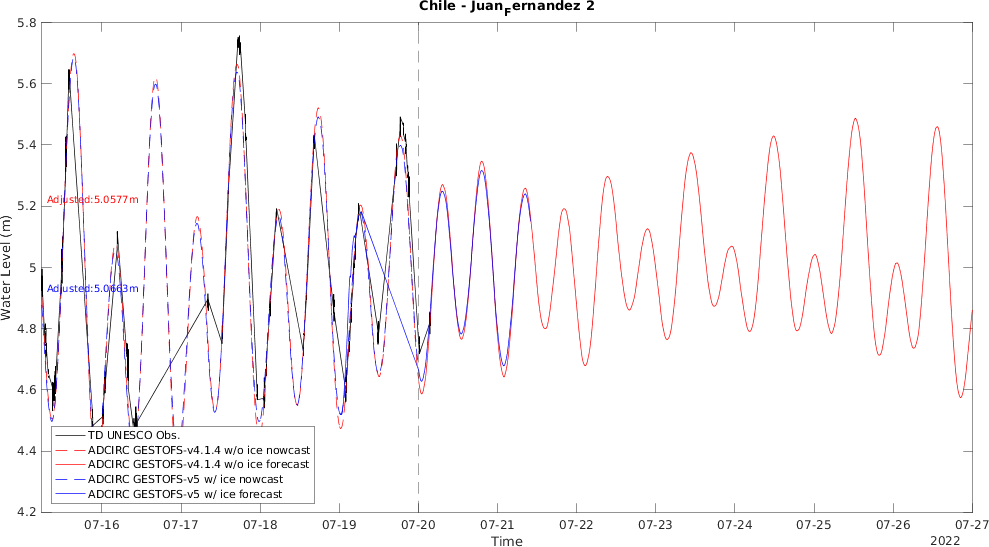 Chile - JuanFernandez 2
5.8
5.6
5.4
5.2
5
4.8
4.6
4.4
4.2
Water Level (m)
Adjusted:5.0577m
Adjusted:5.0663m
TD UNESCO Obs.
ADCIRC GESTOFS-v4.1.4 w/o ice nowcast
ADCIRC GESTOFS-v4.1.4 w/o ice forecast
ADCIRC GESTOFS-v5 w/ ice nowcast
ADCIRC GESTOFS-v5 w/ ice forecast
07-16 07-17 07-18 07-19 07-20 07-21 07-22 07-23 07-24 07-25 07-26 07-27
Time
2022